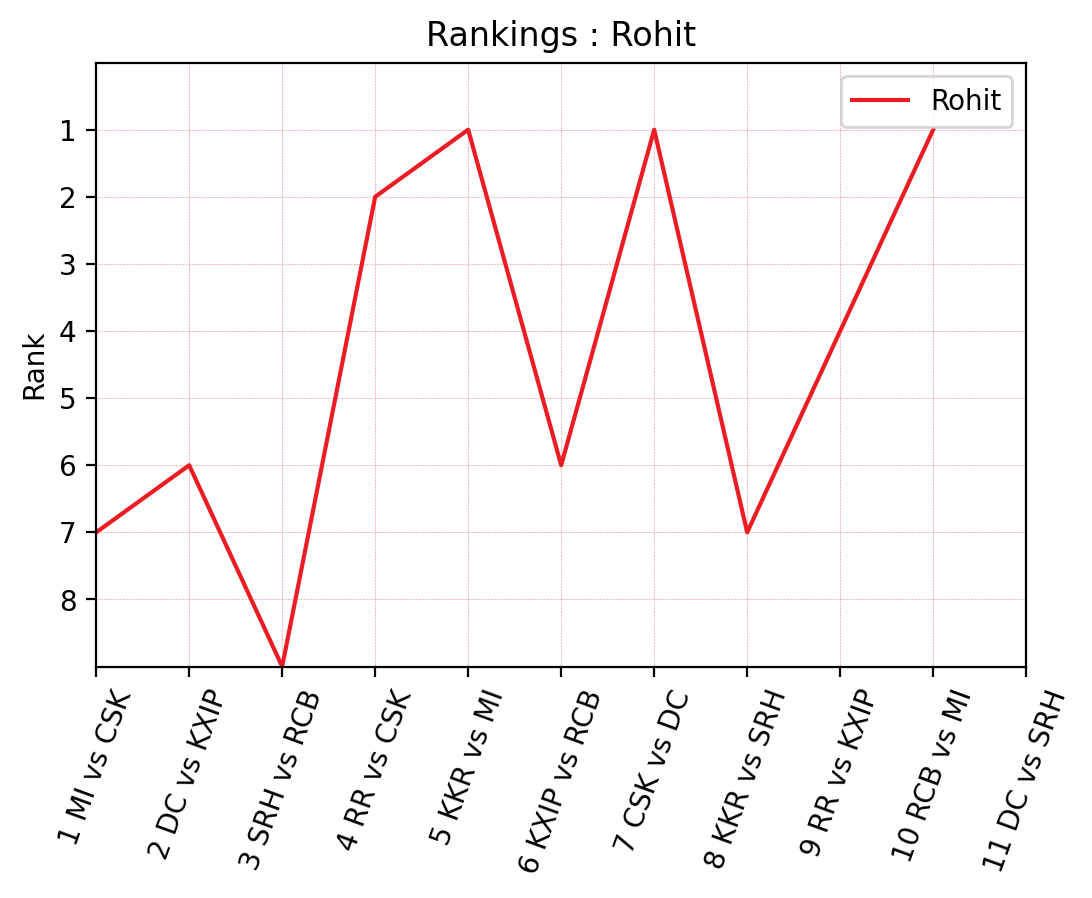 Rankings : Rohit
Rohit
Rank
1
2
3
4
5
6
7
8
1 MI vs CSK
2 DC vs KXIP
3 SRH vs RCB
4 RR vs CSK
5 KKR vs MI
6 KXIP vs RCB
7 CSK vs DC
8 KKR vs SRH
9 RR vs KXIP
10 RCB vs MI
11 DC vs SRH